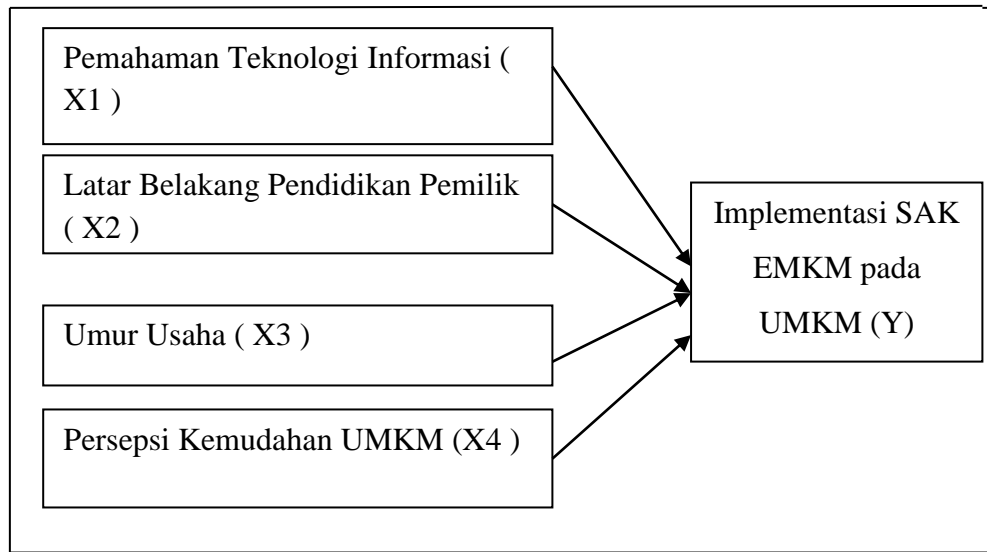 Pemahaman Teknologi Informasi (
X1 )
Latar Belakang Pendidikan Pemilik
( X2 )
Umur Usaha ( X3 )
Persepsi Kemudahan UMKM (X4 )
Implementasi SAK
EMKM pada
UMKM (Y)